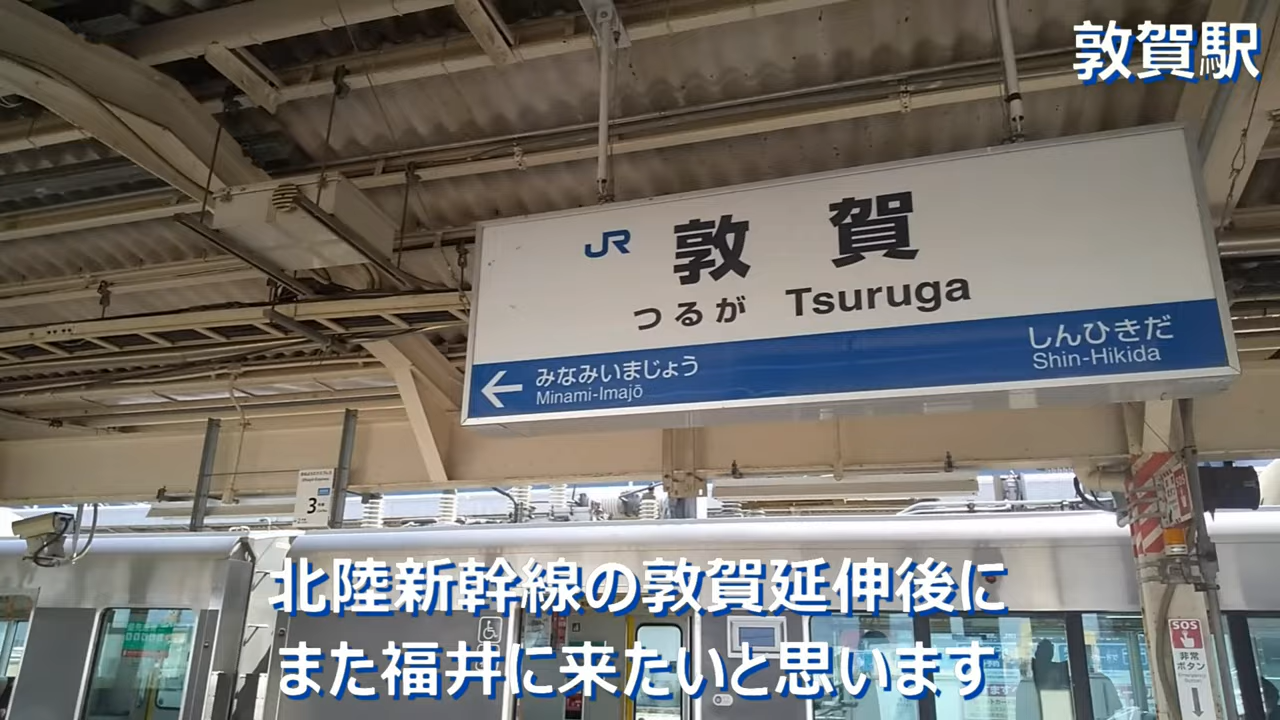 敦賀駅
JR 敦賀
つるが Tsuruga
みなみいまじょう
Minami-Imajō
しんひきだ
Shin-Hikida
3
北陸新幹線の敦賀延伸後に
また福井に来たいと思います
SOS
非常
ボタン